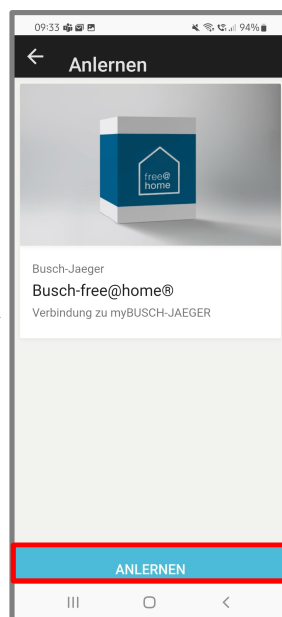 09:33 94%
Anlernen
free@
home
Busch-Jaeger
Busch-free@home®
Verbindung zu myBUSCH-JAEGER
ANLERNEN